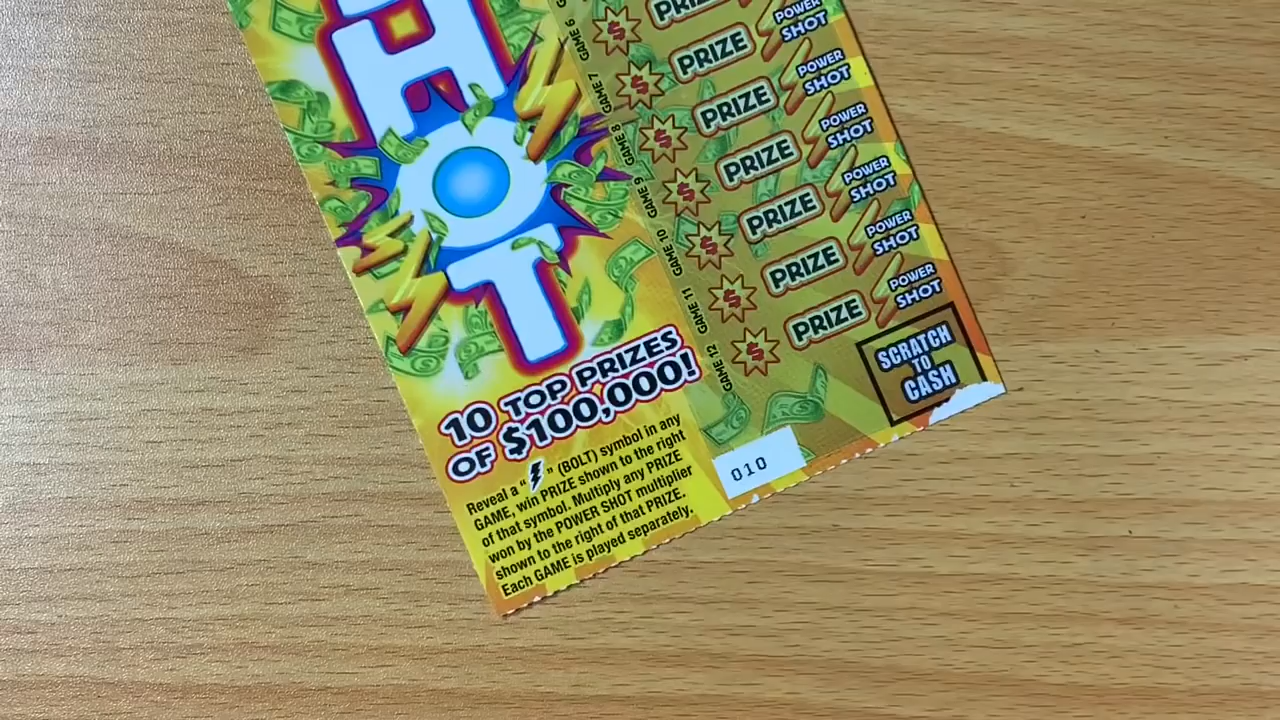 HOT
10 TOP PRIZES
OF $100,000!
Reveal a " " (BOLT) symbol in any
GAME, win PRIZE shown to the right
of that symbol. Multiply any PRIZE
won by the POWER SHOT multiplier
shown to the right of that PRIZE.
Each GAME is played separately.
GAME 6 $ PRIZE POWER SHOT
GAME 7 $ PRIZE POWER SHOT
GAME 8 $ PRIZE POWER SHOT
GAME 9 $ PRIZE POWER SHOT
GAME 10 $ PRIZE POWER SHOT
GAME 11 $ PRIZE POWER SHOT
GAME 12 $ PRIZE POWER SHOT
SCRATCH
TO
CASH
010